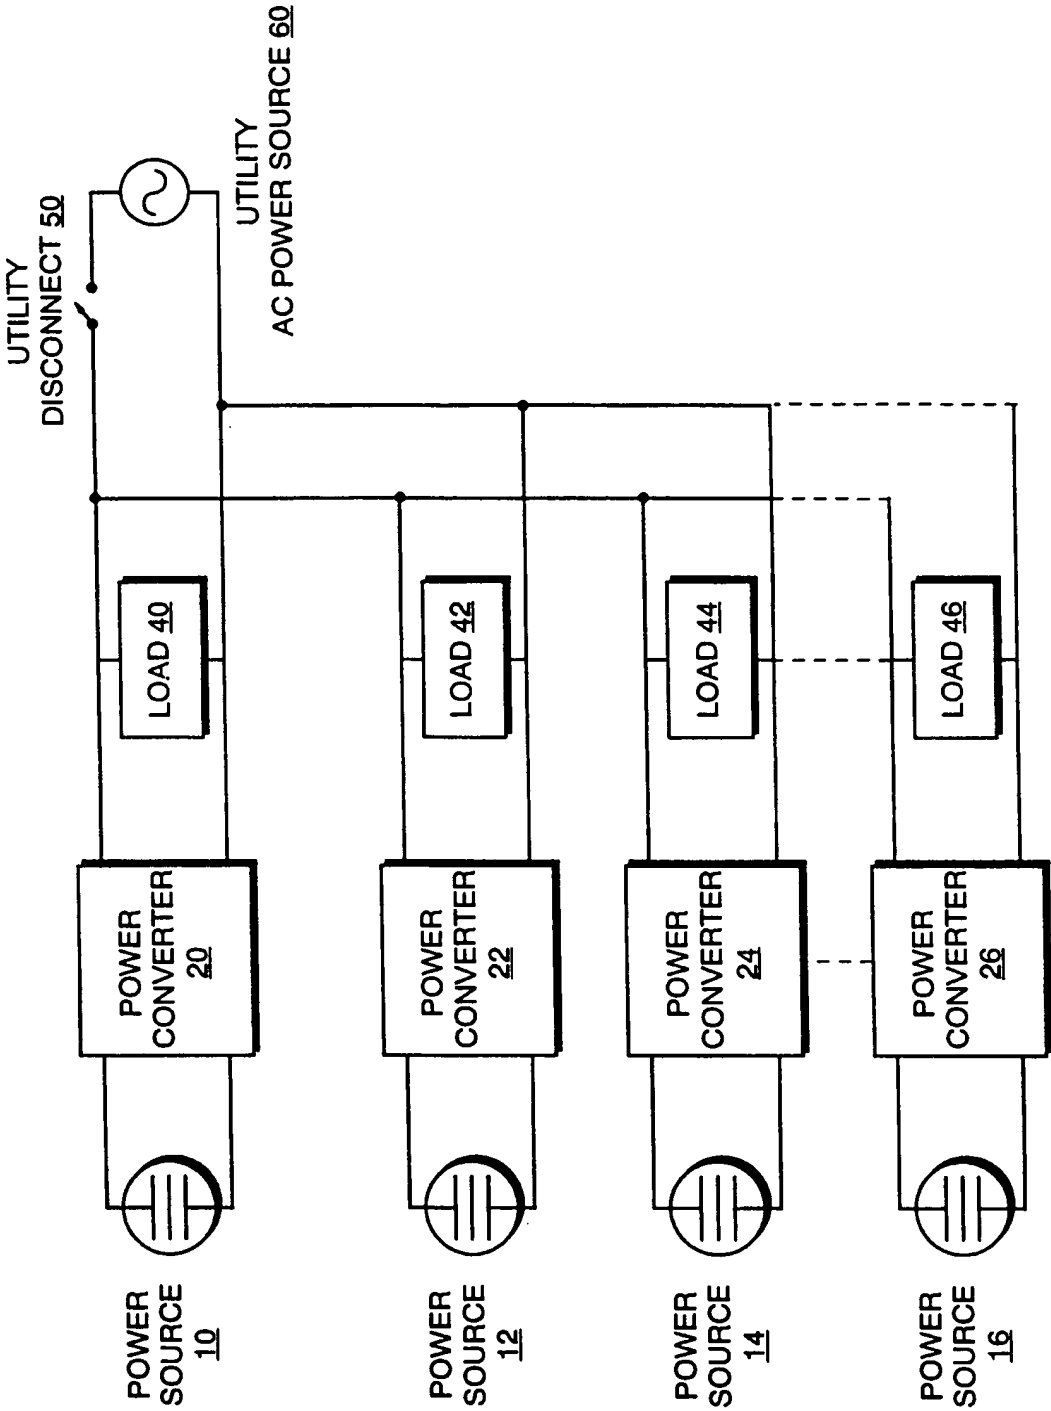 UTILITY
DISCONNECT 50
UTILITY
AC POWER SOURCE 60
POWER
SOURCE
10
POWER
CONVERTER
20
LOAD 40
POWER
SOURCE
12
POWER
CONVERTER
22
LOAD 42
POWER
SOURCE
14
POWER
CONVERTER
24
LOAD 44
POWER
SOURCE
16
POWER
CONVERTER
26
LOAD 46